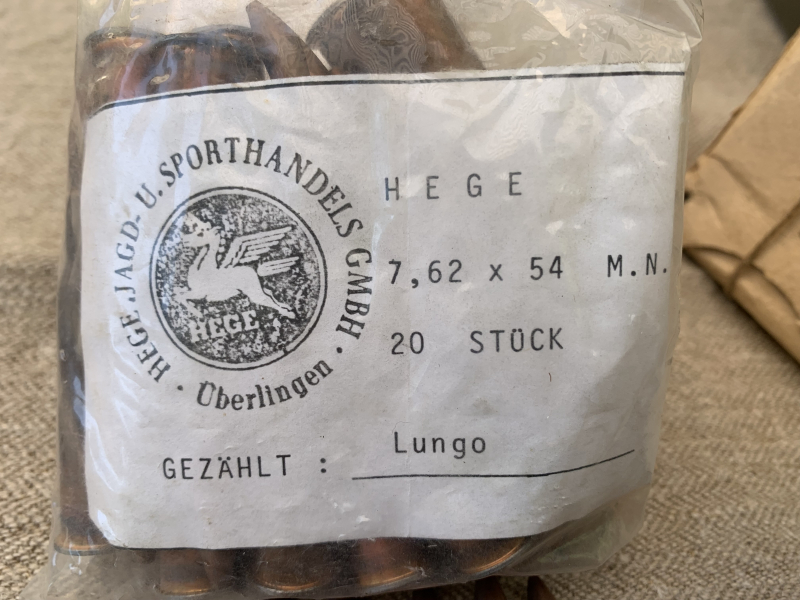 HEGE JAGD- U. SPORTHANDELS GMBH ·
Überlingen ·
HEGE
HEGE
7,62 x 54 M.N.
20 STÜCK
GEZÄHLT : Lungo